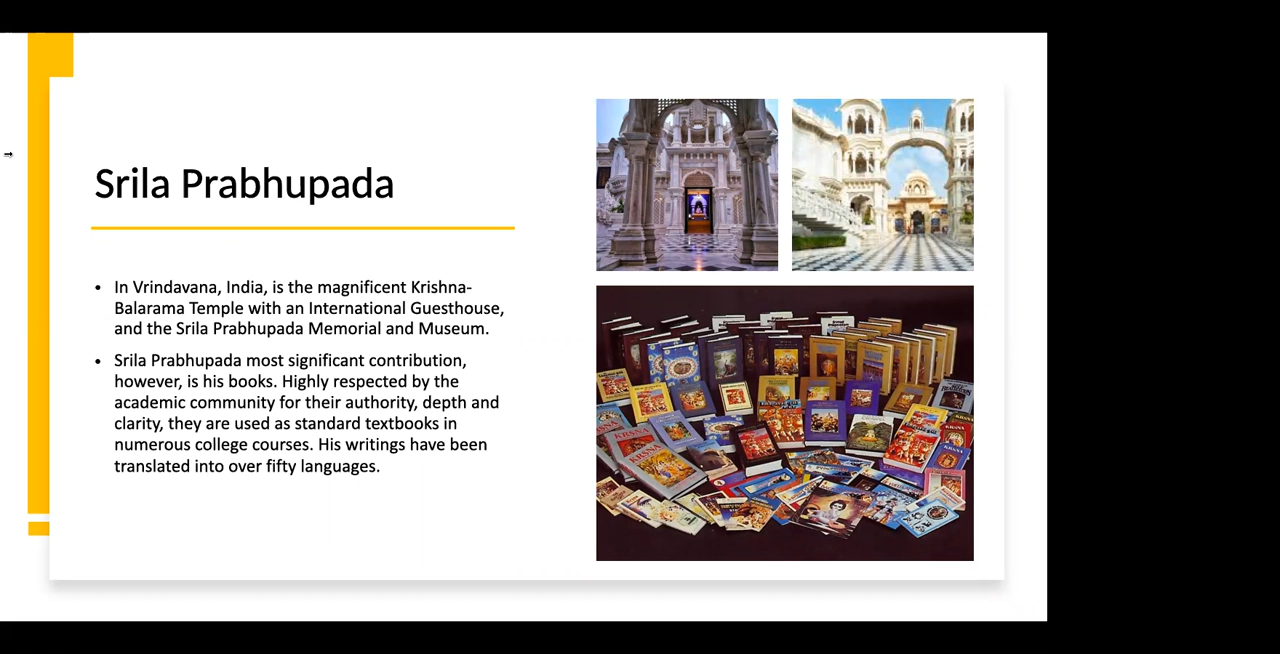 Srila Prabhupada
• In Vrindavana, India, is the magnificent Krishna-
Balarama Temple with an International Guesthouse,
and the Srila Prabhupada Memorial and Museum.
• Srila Prabhupada most significant contribution,
however, is his books. Highly respected by the
academic community for their authority, depth and
clarity, they are used as standard textbooks in
numerous college courses. His writings have been
translated into over fifty languages.
KRSNA
KRSNA
KRSNA